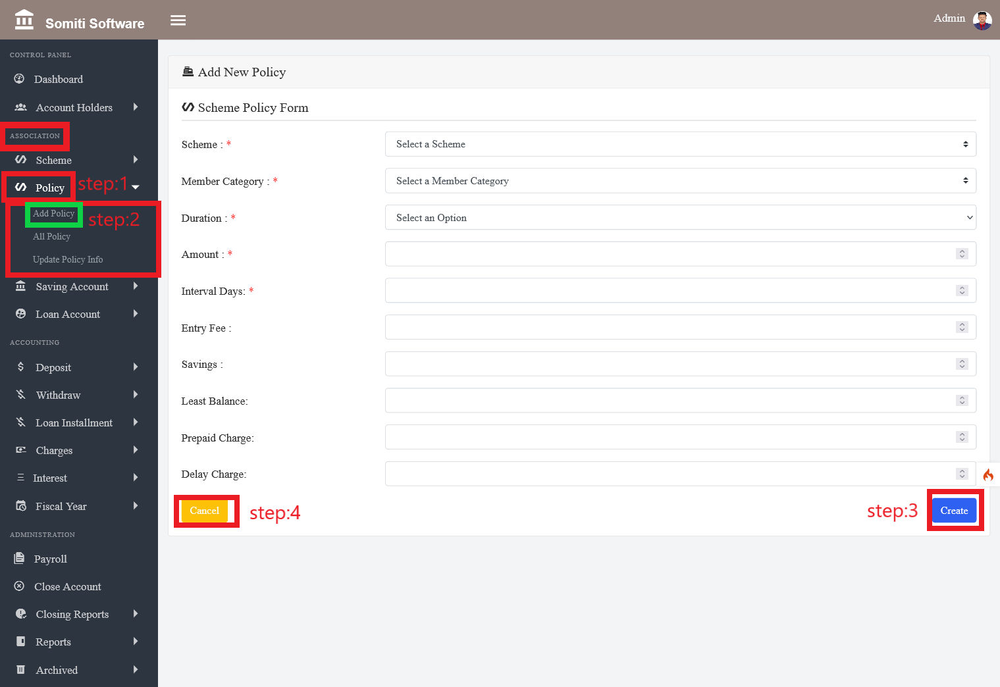 Somiti Software
Admin
CONTROL PANEL
Dashboard
Account Holders
ASSOCIATION
Scheme
Policy step:1
Add Policy step:2
All Policy
Update Policy Info
Saving Account
Loan Account
ACCOUNTING
Deposit
Withdraw
Loan Installment
Charges
Interest
Fiscal Year
ADMINISTRATION
Payroll
Close Account
Closing Reports
Reports
Archived
Add New Policy
Scheme Policy Form
Scheme : * Select a Scheme
Member Category : * Select a Member Category
Duration : * Select an Option
Amount : *
Interval Days: *
Entry Fee :
Savings :
Least Balance:
Prepaid Charge:
Delay Charge:
Cancel step:4 step:3 Create